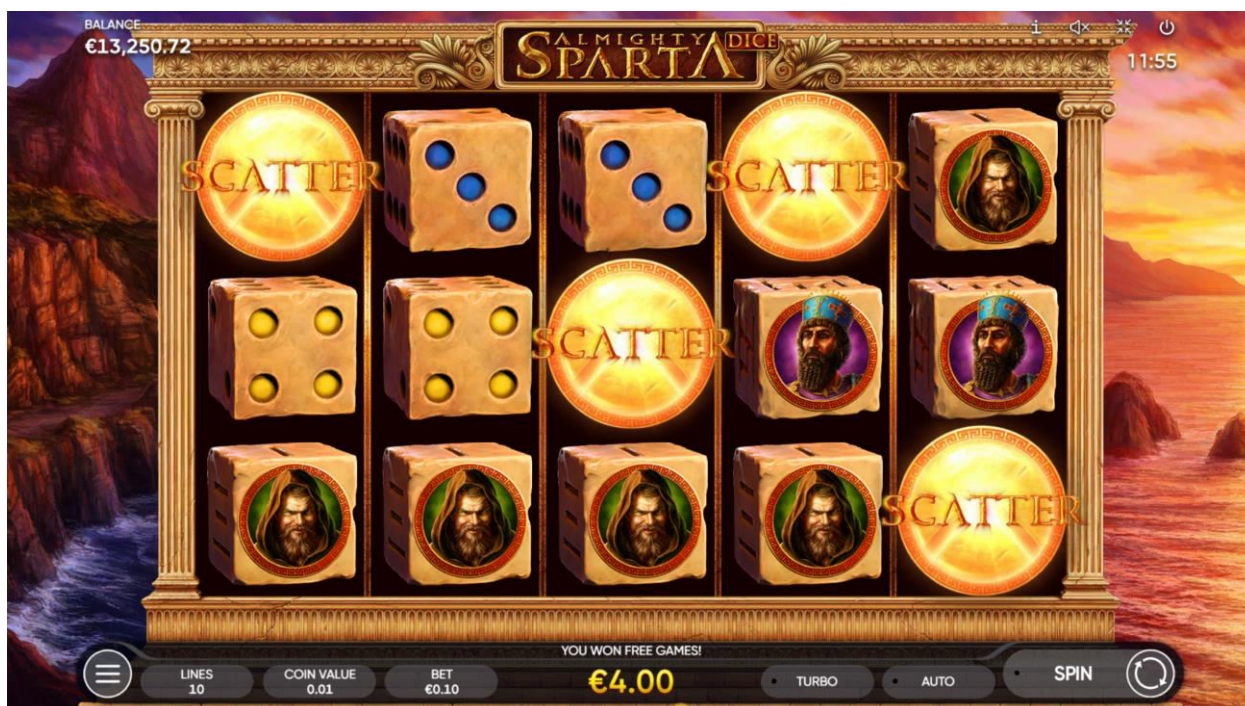 BALANCE
€13,250.72
ALMIGHTY
SPARTA DICE
i
11:55
SCATTER
SCATTER
SCATTER
SCATTER
YOU WON FREE GAMES!
LINES
10
COIN VALUE
0.01
BET
€0.10
€4.00
TURBO
AUTO
SPIN